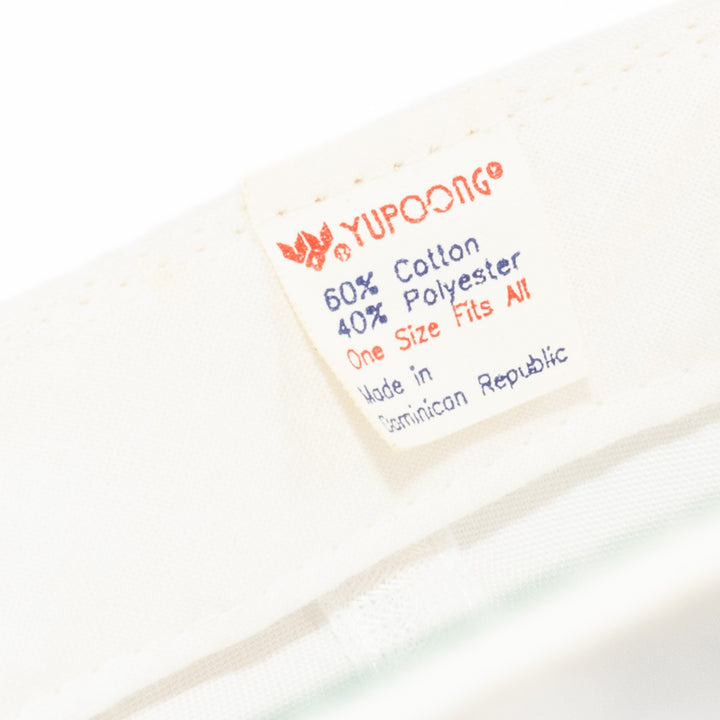 ® YUPOONG®
60% Cotton
40% Polyester
One Size Fits All
Made in
Dominican Republic